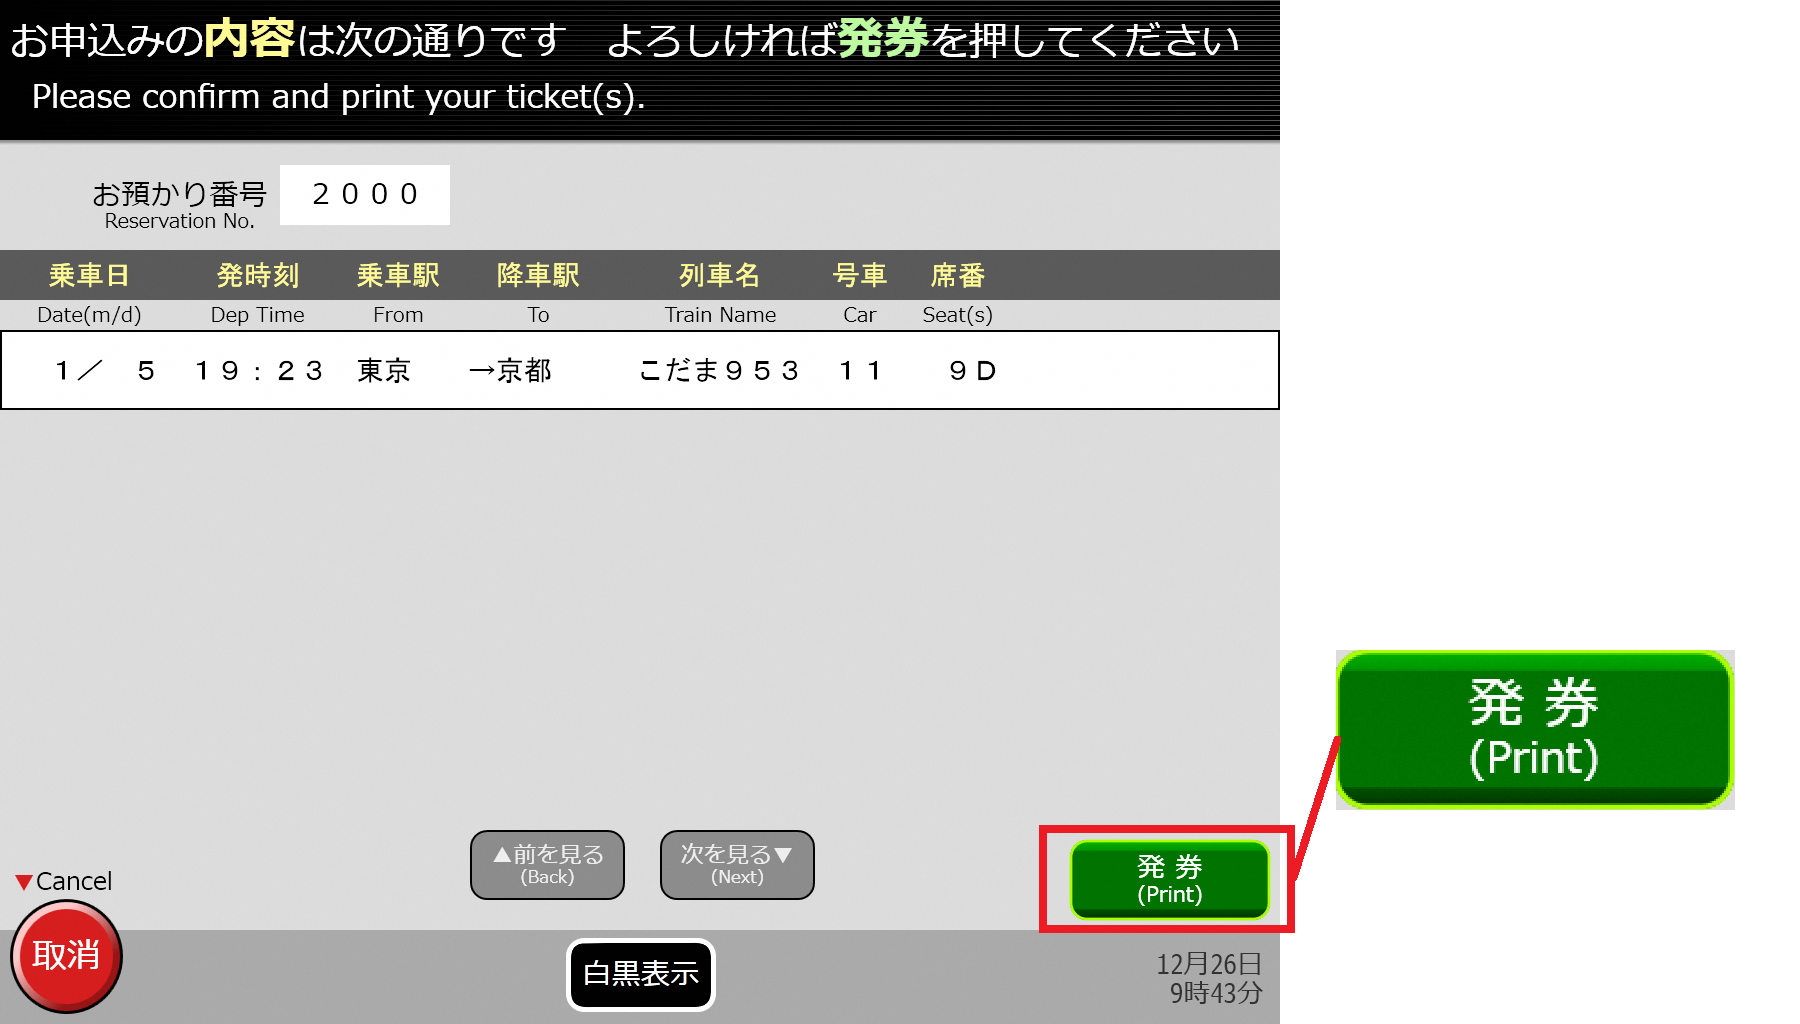 お申込みの内容は次の通りです　よろしければ発券を押してください
Please confirm and print your ticket(s).
お預かり番号 ２０００
Reservation No.
乗車日 発時刻 乗車駅 降車駅 列車名 号車 席番
Date(m/d) Dep Time From To Train Name Car Seat(s)
１／　５ １９：２３ 東京 →京都 こだま９５３ １１ ９Ｄ
発 券
(Print)
▲前を見る 次を見る▼
(Back) (Next)
発 券
(Print)
▼Cancel
取消
白黒表示
12月26日
9時43分